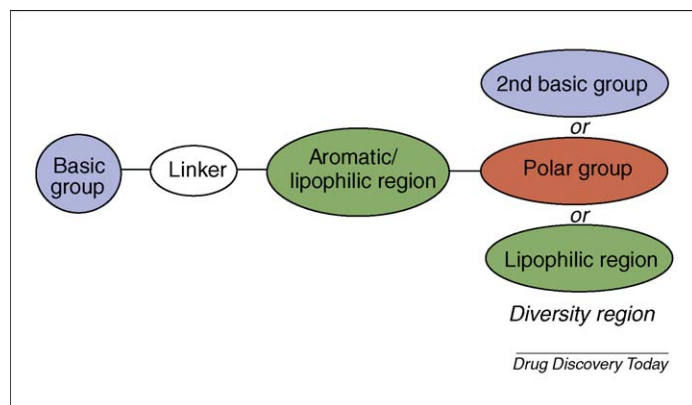 2nd basic group
or
Basic
group
Linker
Aromatic/
lipophilic region
Polar group
or
Lipophilic region
Diversity region
Drug Discovery Today